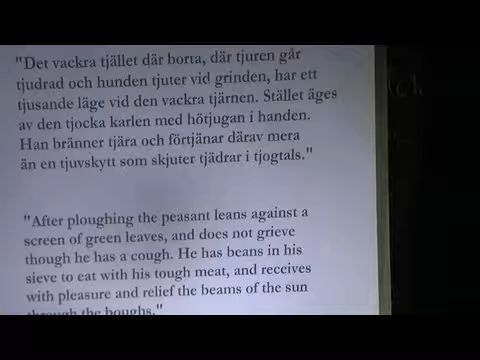 "Det vackra tjället där borta, där tjuren går
tjudrad och hunden tjuter vid grinden, har ett
tjusande läge vid den vackra tjärnen. Stället äges
av den tjocka karlen med hötjugan i handen.
Han bränner tjära och förtjänar därav mera
än en tjuvskytt som skjuter tjädrar i tjogtals."
"After ploughing the peasant leans against a
screen of green leaves, and does not grieve
though he has a cough. He has beans in his
sieve to eat with his tough meat, and receives
with pleasure and relief the beams of the sun
through the boughs."